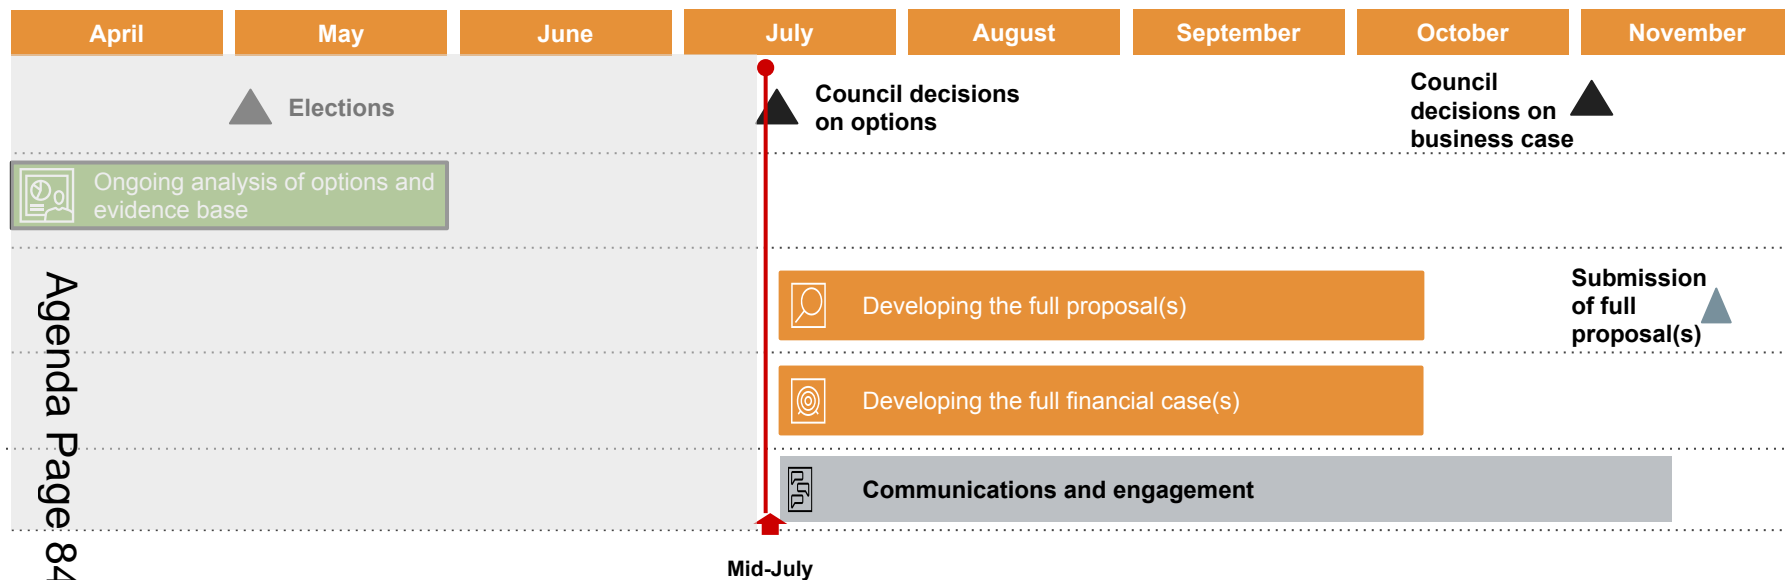 April
May
June
July
August
September
October
November
Elections
Council decisions
on options
Council
decisions on
business case
Ongoing analysis of options and
evidence base
Developing the full proposal(s)
Submission
of full
proposal(s)
Developing the full financial case(s)
Communications and engagement
Mid-July
Agenda Page 84